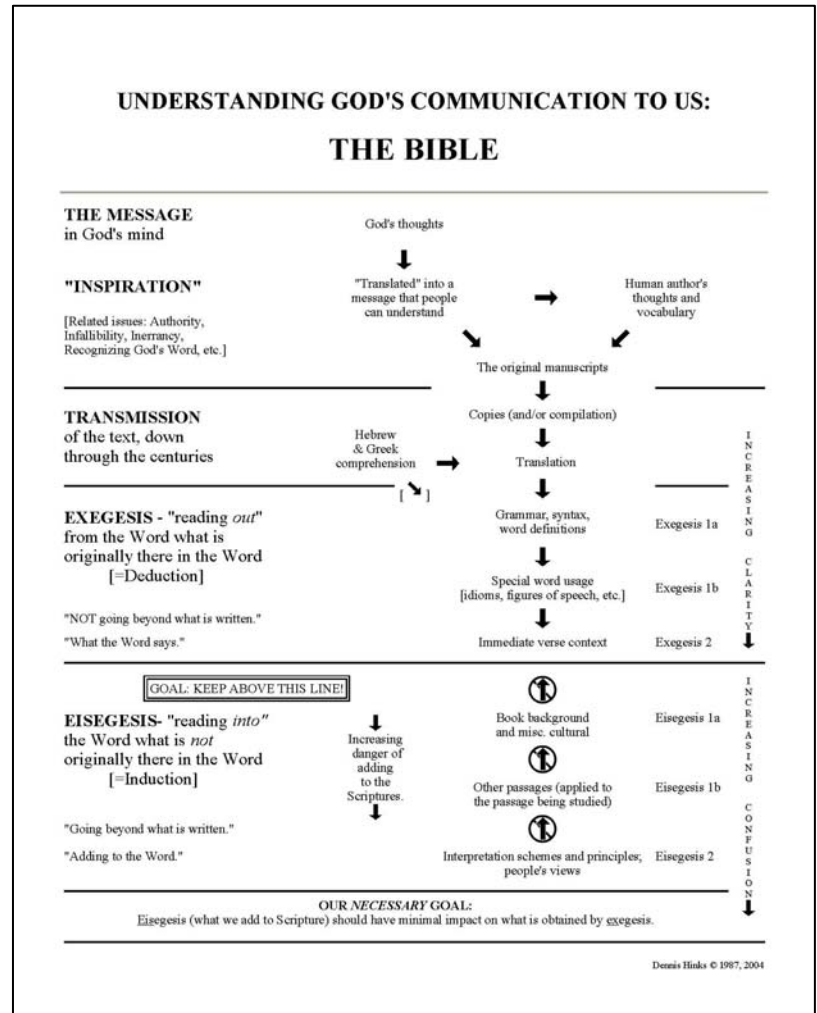 UNDERSTANDING GOD'S COMMUNICATION TO US:
THE BIBLE
THE MESSAGE
in God's mind
God's thoughts
"INSPIRATION"
[Related issues: Authority,
Infallibility, Inerrancy,
Recognizing God's Word, etc.]
"Translated" into a
message that people
can understand
Human author's
thoughts and
vocabulary
The original manuscripts
TRANSMISSION
of the text, down
through the centuries
Copies (and/or compilation)
Hebrew
& Greek
comprehension
Translation
[ ]
INCREASING CLARITY
EXEGESIS - "reading out"
from the Word what is
originally there in the Word
[=Deduction]
Grammar, syntax,
word definitions
Exegesis 1a
Special word usage
[idioms, figures of speech, etc.]
Exegesis 1b
"NOT going beyond what is written."
"What the Word says."
Immediate verse context
Exegesis 2
GOAL: KEEP ABOVE THIS LINE!
EISEGESIS- "reading into"
the Word what is not
originally there in the Word
[=Induction]
Increasing
danger of
adding
to the
Scriptures.
Book background
and misc. cultural
Eisegesis 1a
Other passages (applied to
the passage being studied)
Eisegesis 1b
"Going beyond what is written."
"Adding to the Word."
Interpretation schemes and principles;
people's views
Eisegesis 2
INCREASING CONFUSION
OUR NECESSARY GOAL:
Eisegesis (what we add to Scripture) should have minimal impact on what is obtained by exegesis.
Dennis Hinks © 1987, 2004